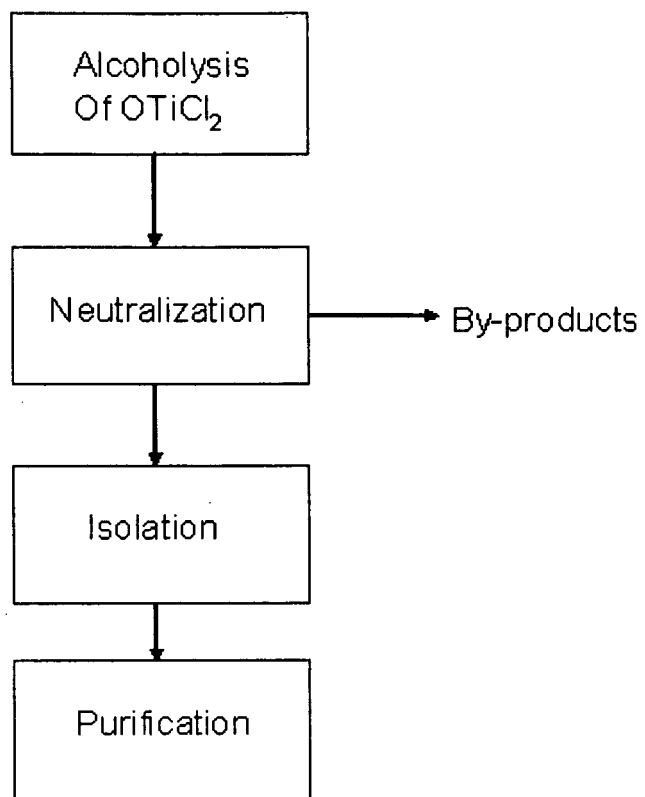 Alcoholysis
Of OTiCl₂
Neutralization
By-products
Isolation
Purification